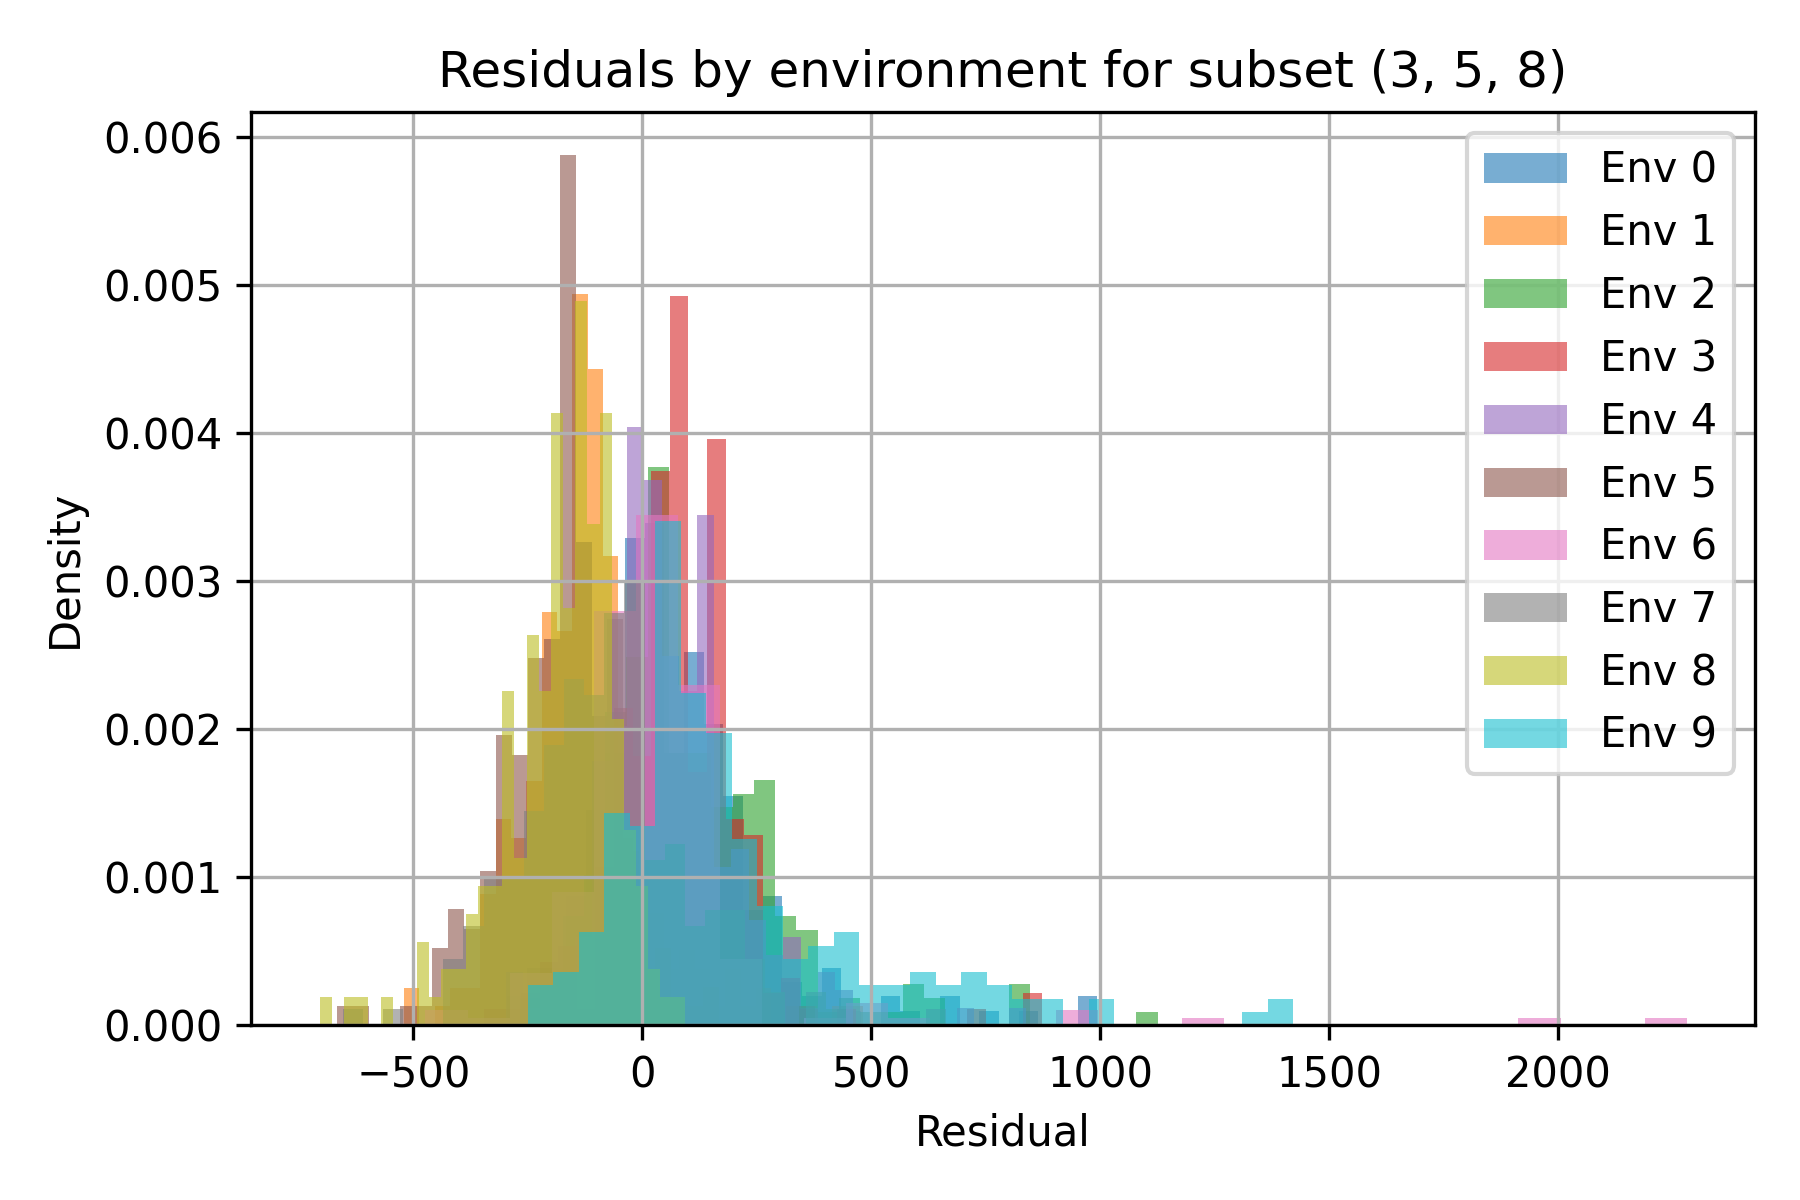 Residuals by environment for subset (3, 5, 8)
0.006
0.005
0.004
0.003
0.002
0.001
0.000
Density
Env 0
Env 1
Env 2
Env 3
Env 4
Env 5
Env 6
Env 7
Env 8
Env 9
−500 0 500 1000 1500 2000
Residual